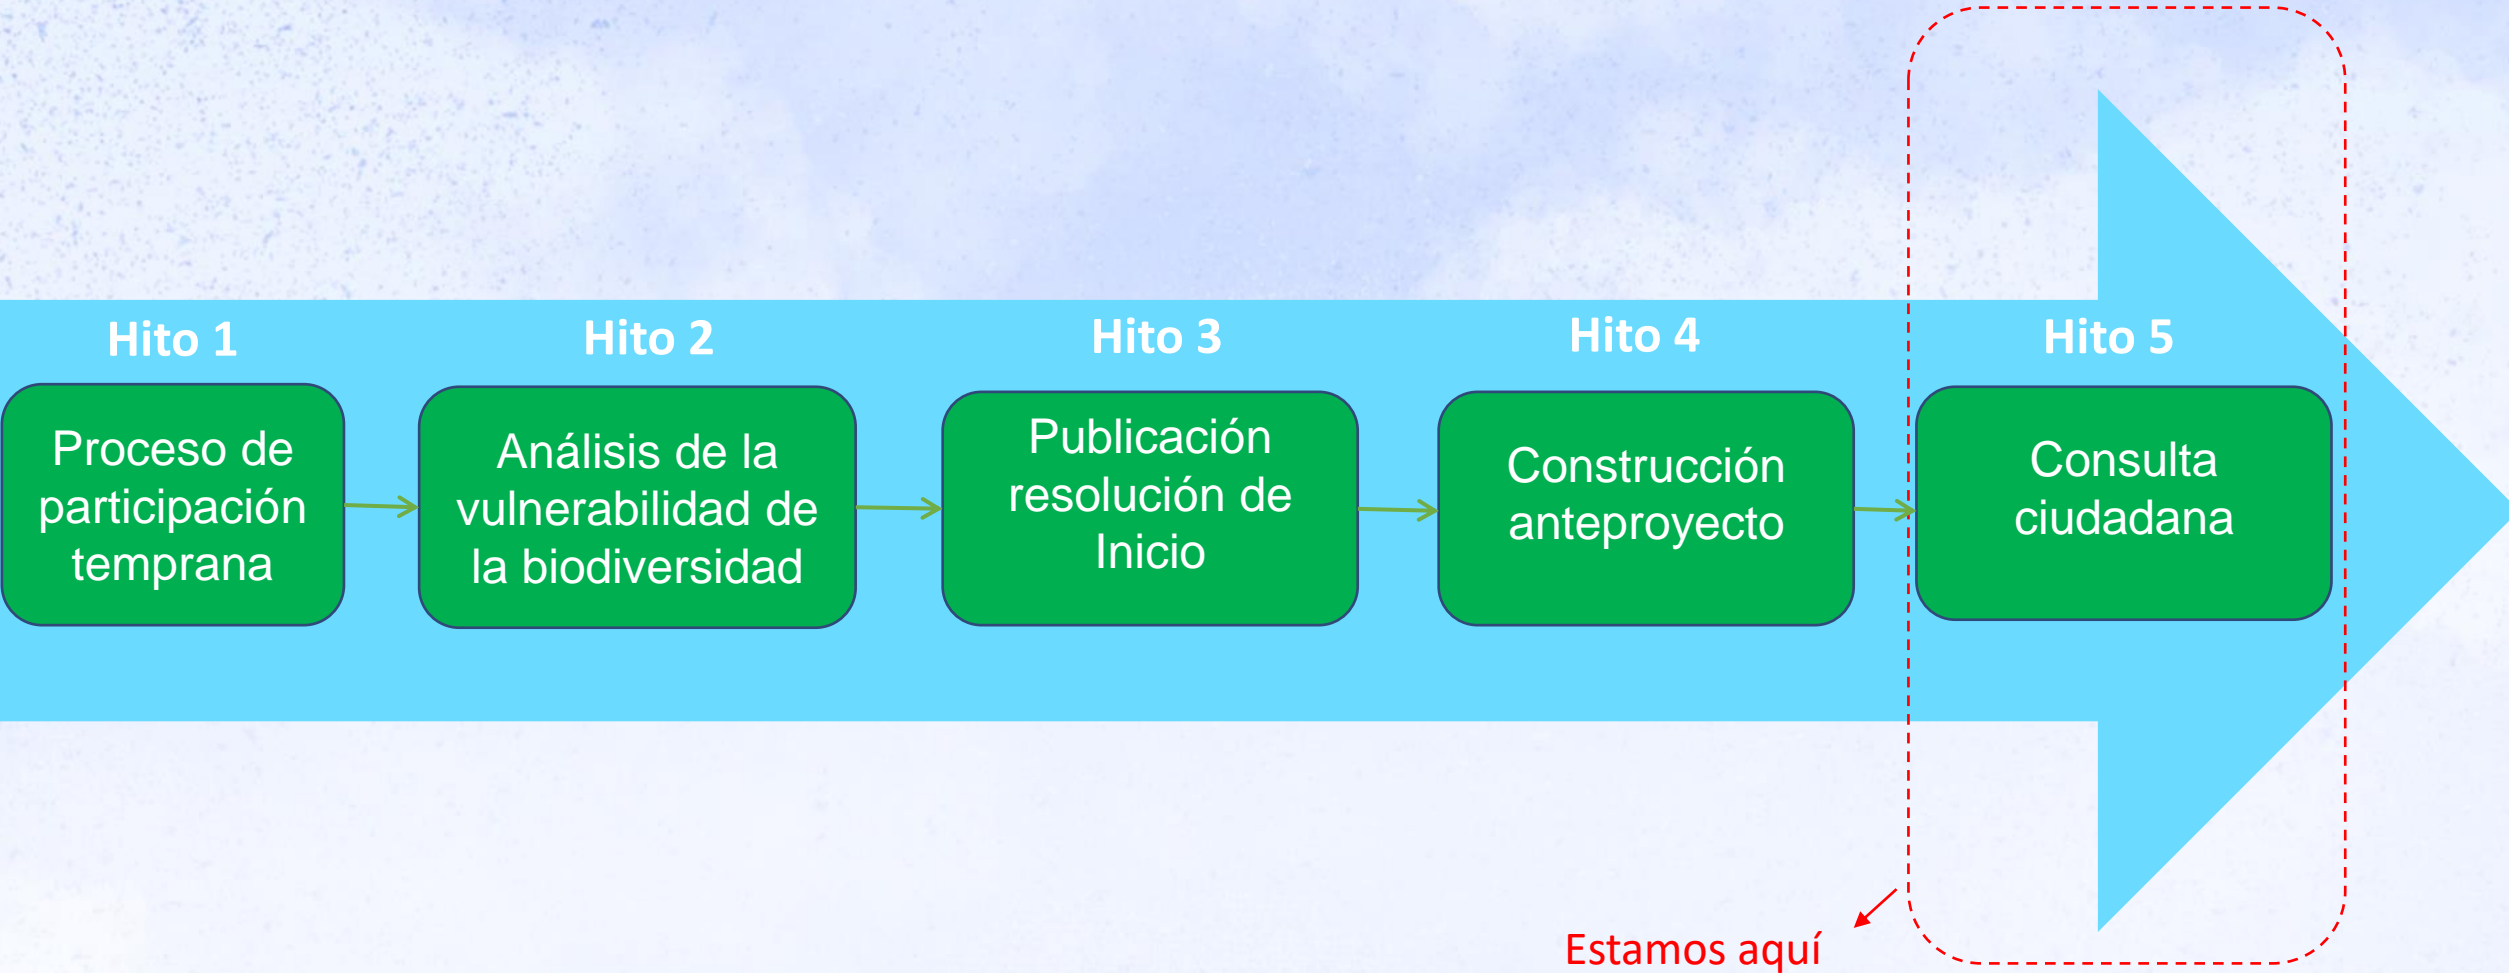 Hito 1
Proceso de
participación
temprana
Hito 2
Análisis de la
vulnerabilidad de
la biodiversidad
Hito 3
Publicación
resolución de
Inicio
Hito 4
Construcción
anteproyecto
Hito 5
Consulta
ciudadana
Estamos aquí